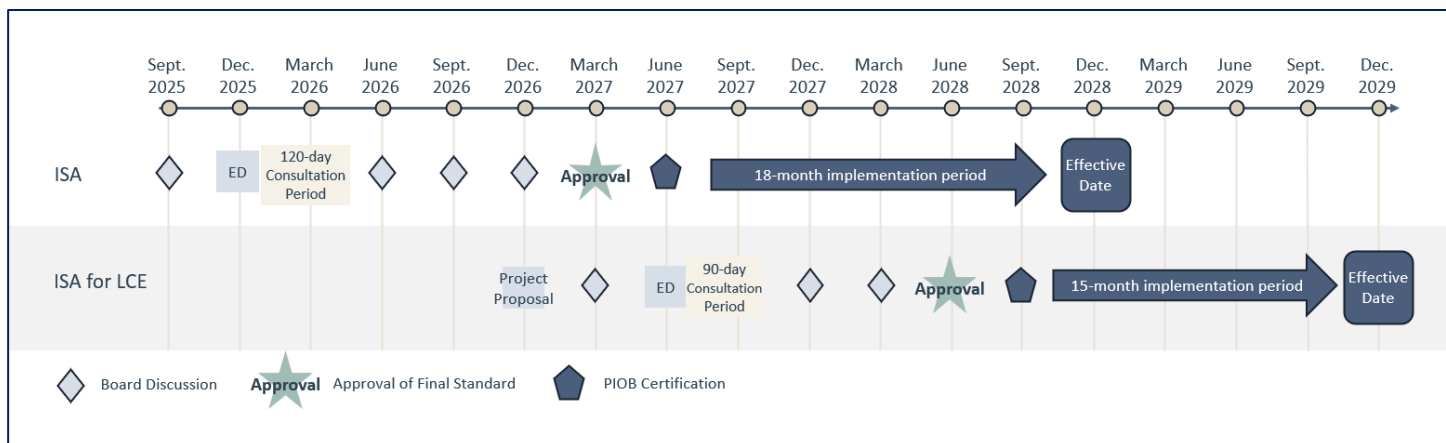 Sept. Dec. March June Sept. Dec. March June Sept. Dec. March June Sept. Dec. March June Sept. Dec.
2025 2025 2026 2026 2026 2026 2027 2027 2027 2027 2028 2028 2028 2028 2029 2029 2029 2029
ISA
ED
120-day
Consultation
Period
Approval
18-month implementation period
Effective
Date
ISA for LCE
Project
Proposal
ED
90-day
Consultation
Period
Approval
15-month implementation period
Effective
Date
Board Discussion
Approval
Approval of Final Standard
PIOB Certification